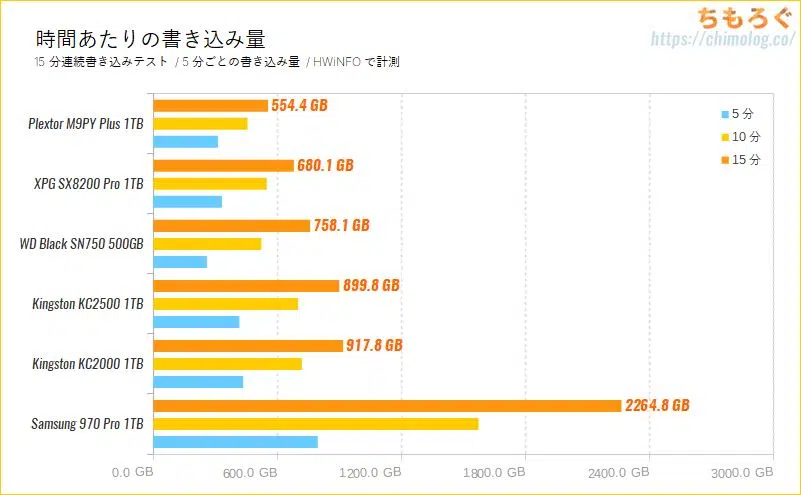 ちもろぐ
https://chimolog.co/
時間あたりの書き込み量
15 分連続書き込みテスト / 5 分ごとの書き込み量 / HWiNFO で計測
5 分
10 分
15 分
Plextor M9PY Plus 1TB
554.4 GB
XPG SX8200 Pro 1TB
680.1 GB
WD Black SN750 500GB
758.1 GB
Kingston KC2500 1TB
899.8 GB
Kingston KC2000 1TB
917.8 GB
Samsung 970 Pro 1TB
2264.8 GB
0.0 GB 600.0 GB 1200.0 GB 1800.0 GB 2400.0 GB 3000.0 GB